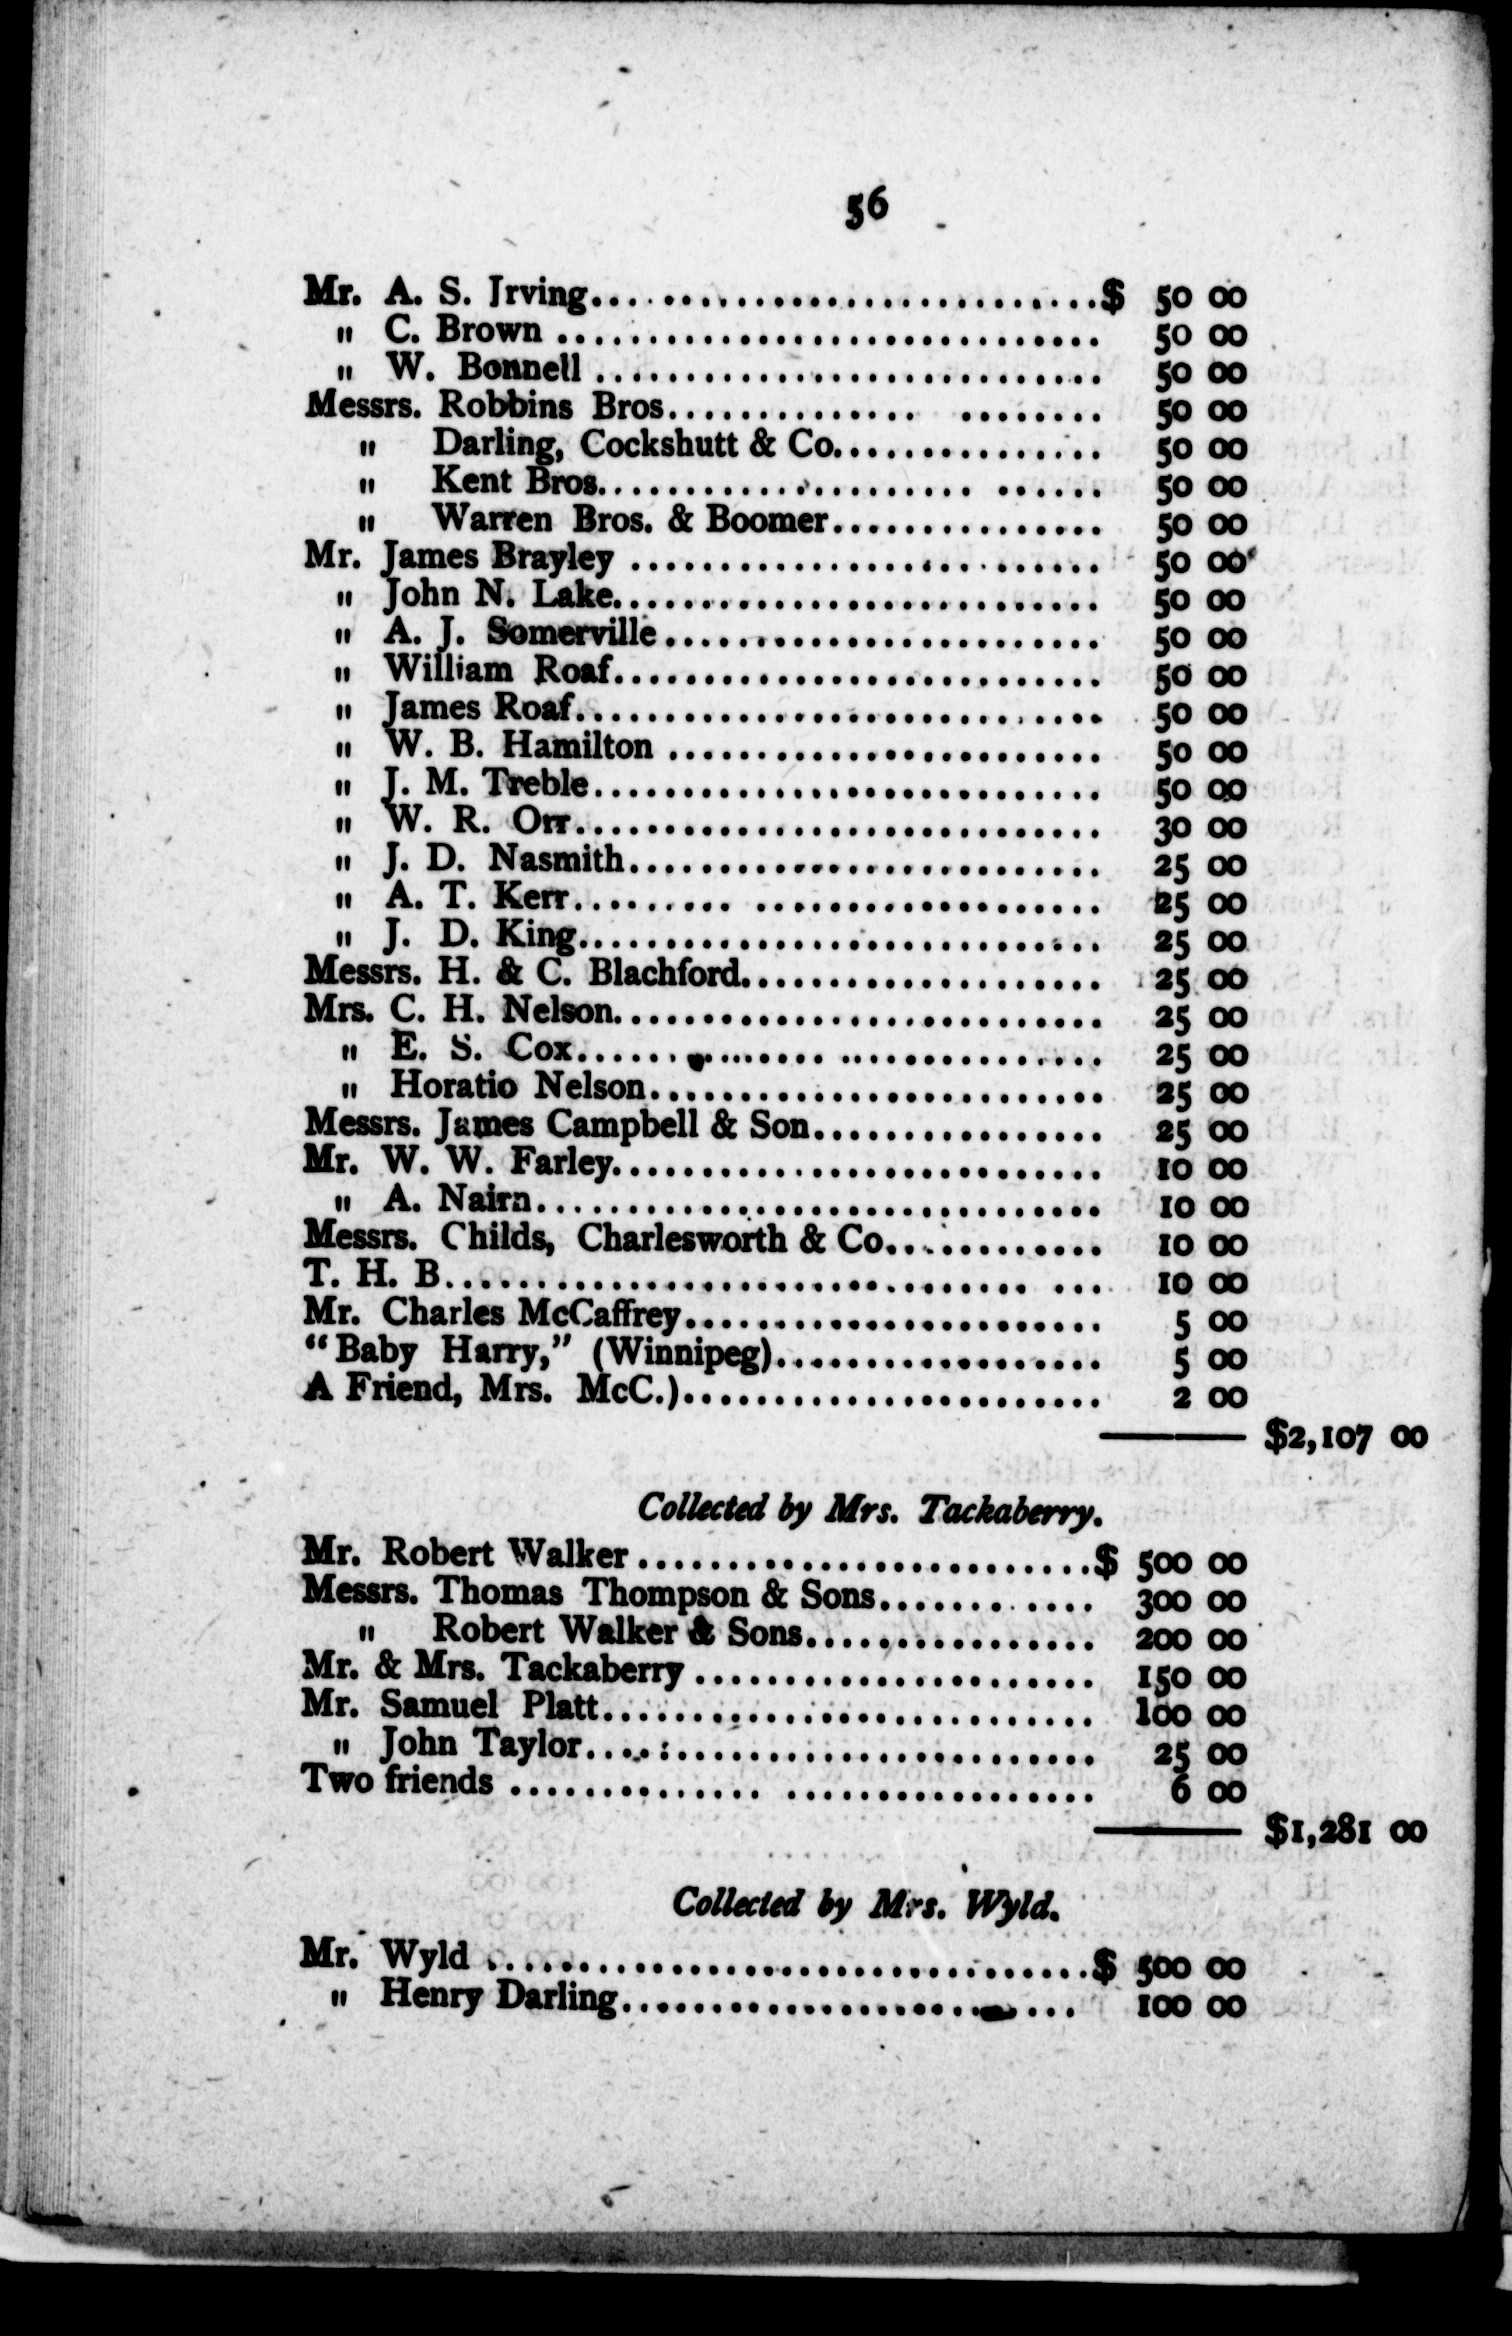 56
Mr. A. S. Irving..............................$ 50 00
" C. Brown .............................. 50 00
" W. Bonnell ............................ 50 00
Messrs. Robbins Bros.............. ........ 50 00
" Darling, Cockshutt & Co............... 50 00
" Kent Bros..................... ...... 50 00
" Warren Bros. & Boomer............... 50 00
Mr. James Brayley .......................... 50 00
" John N. Lake........................... 50 00
" A. J. Somerville........................ 50 00
" William Roaf........................... 50 00
" James Roaf............................. 50 00
" W. B. Hamilton ........................ 50 00
" J. M. Treble............................ 50 00
" W. R. Orr............................. 30 00
" J. D. Nasmith.......................... 25 00
" A. T. Kerr......... ................... 25 00
" J. D. King............................. 25 00
Messrs. H. & C. Blachford.................... 25 00
Mrs. C. H. Nelson........................... 25 00
" E. S. Cox.............. ............... 25 00
" Horatio Nelson......................... 25 00
Messrs. James Campbell & Son................ 25 00
Mr. W. W. Farley........................... 10 00
" A. Nairn............................... 10 00
Messrs. Childs, Charlesworth & Co............ 10 00
T. H. B................................ ... 10 00
Mr. Charles McCaffrey....................... 5 00
"Baby Harry," (Winnipeg).................. 5 00
A Friend, Mrs. McC.)....................... 2 00
$2,107 00
Collected by Mrs. Tackaberry.
Mr. Robert Walker.........................$ 500 00
Messrs. Thomas Thompson & Sons............ 300 00
" Robert Walker & Sons................ 200 00
Mr. & Mrs. Tackaberry ...................... 150 00
Mr. Samuel Platt........................... 100 00
" John Taylor............................ 25 00
Two friends .............. ................. 6 00
$1,281 00
Collected by Mrs. Wyld.
Mr. Wyld .................................$ 500 00
" Henry Darling......................... 100 00